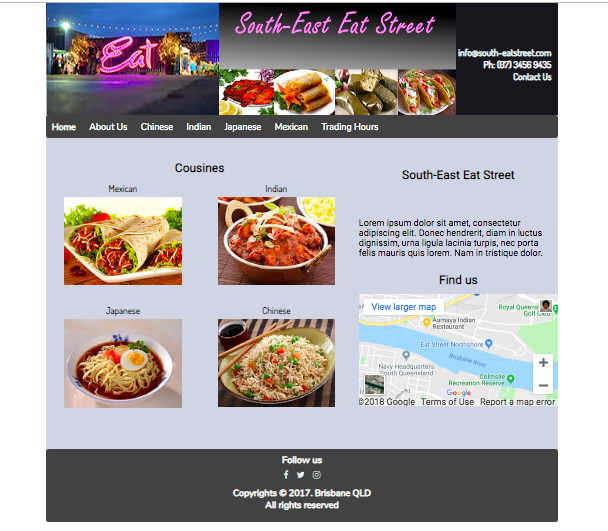 Eat
South-East Eat Street
info@south-eatstreet.com
Ph: (07) 3456 9435
Contact Us
Home About Us Chinese Indian Japanese Mexican Trading Hours
Cousines
Mexican
Indian
Japanese
Chinese
South-East Eat Street
Lorem ipsum dolor sit amet, consectetur
adipiscing elit. Donec hendrerit, diam in luctus
dignissim, urna ligula lacinia turpis, nec porta
felis mauris quis lorem. Nam in tristique dolor.
Find us
View larger map
Royal Queens
Golf C
Aamaya Indian
Restaurant
Eat Street Northshore
Brisbane River
Navy Headquarters
South Queensland
Colmslie
Recreation Reserve
Google
+
−
©2018 Google Terms of Use Report a map error
Follow us
Copyrights © 2017. Brisbane QLD
All rights reserved